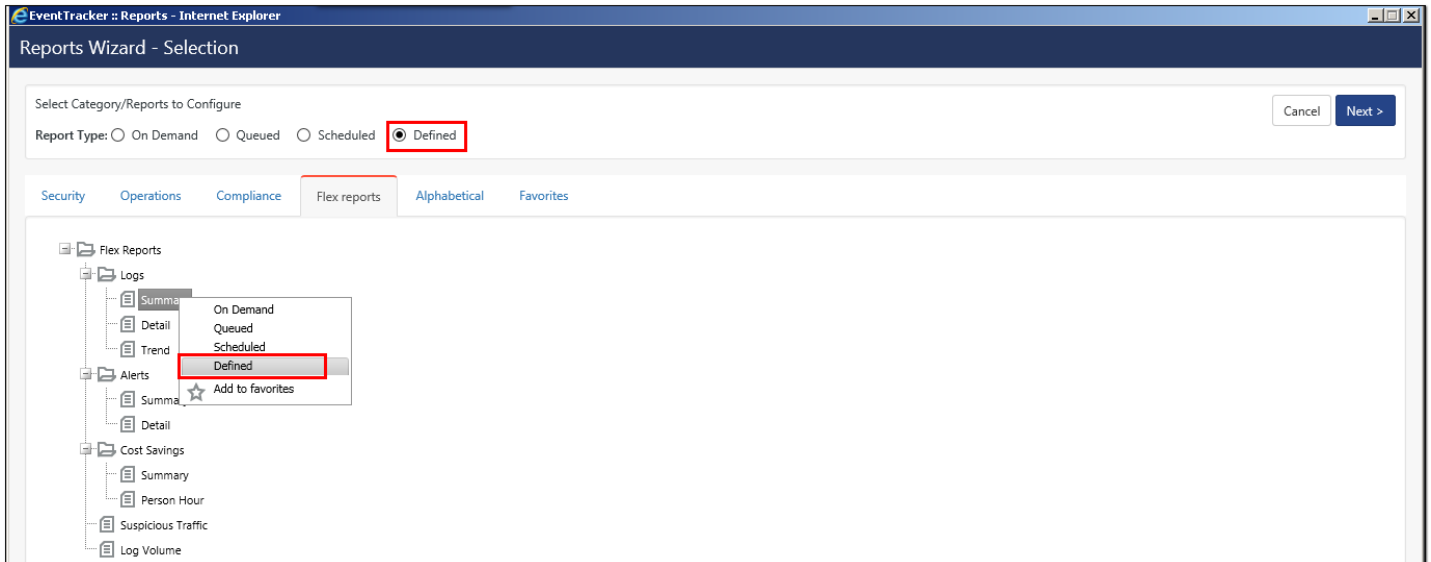 EventTracker :: Reports - Internet Explorer
Reports Wizard - Selection
Select Category/Reports to Configure
Cancel
Next >
Report Type: On Demand Queued Scheduled Defined
Security Operations Compliance Flex reports Alphabetical Favorites
Flex Reports
Logs
Summa
On Demand
Detail
Queued
Trend
Scheduled
Defined
Alerts
Add to favorites
Summa
Detail
Cost Savings
Summary
Person Hour
Suspicious Traffic
Log Volume